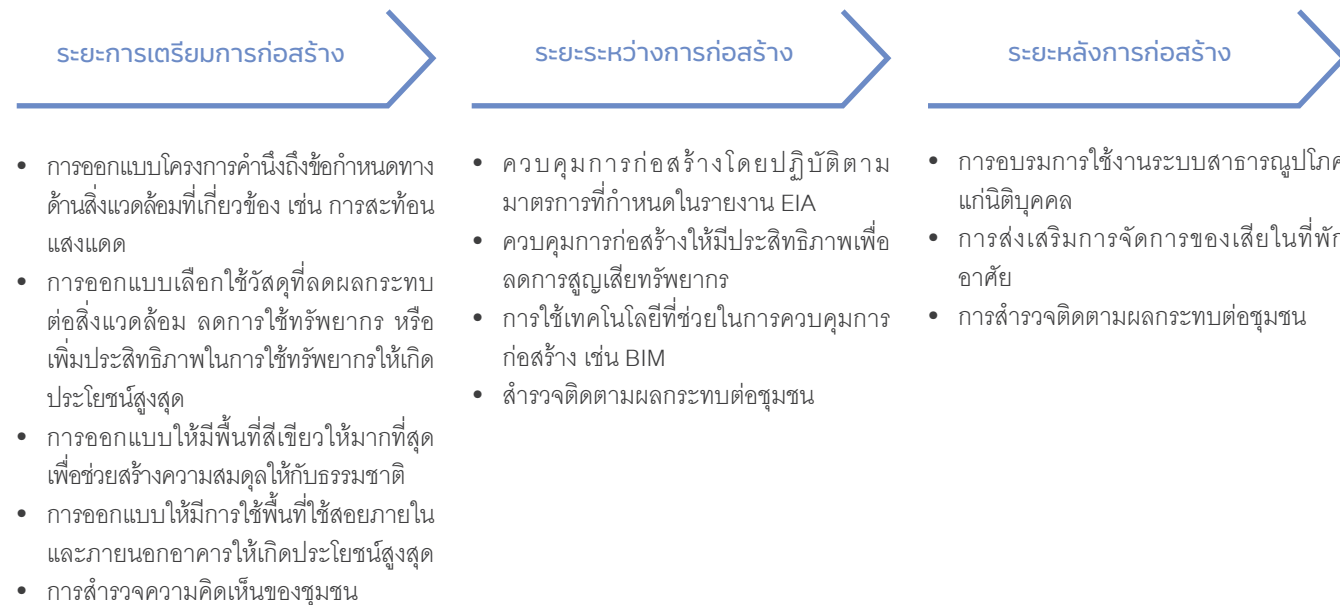 ระยะการเตรียมการก่อสร้าง
• การออกแบบโครงการคำนึงถึงข้อกำหนดทาง
ด้านสิ่งแวดล้อมที่เกี่ยวข้อง เช่น การสะท้อน
แสงแดด
• การออกแบบเลือกใช้วัสดุที่ลดผลกระทบ
ต่อสิ่งแวดล้อม ลดการใช้ทรัพยากร หรือ
เพิ่มประสิทธิภาพในการใช้ทรัพยากรให้เกิด
ประโยชน์สูงสุด
• การออกแบบให้มีพื้นที่สีเขียวให้มากที่สุด
เพื่อช่วยสร้างความสมดุลให้กับธรรมชาติ
• การออกแบบให้มีการใช้พื้นที่ใช้สอยภายใน
และภายนอกอาคารให้เกิดประโยชน์สูงสุด
• การสำรวจความคิดเห็นของชุมชน
ระยะระหว่างการก่อสร้าง
• ควบคุมการก่อสร้างโดยปฏิบัติตาม
มาตรการที่กำหนดในรายงาน EIA
• ควบคุมการก่อสร้างให้มีประสิทธิภาพเพื่อ
ลดการสูญเสียทรัพยากร
• การใช้เทคโนโลยีที่ช่วยในการควบคุมการ
ก่อสร้าง เช่น BIM
• สำรวจติดตามผลกระทบต่อชุมชน
ระยะหลังการก่อสร้าง
• การอบรมการใช้งานระบบสาธารณูปโภค
แก่นิติบุคคล
• การส่งเสริมการจัดการของเสียในที่พัก
อาศัย
• การสำรวจติดตามผลกระทบต่อชุมชน